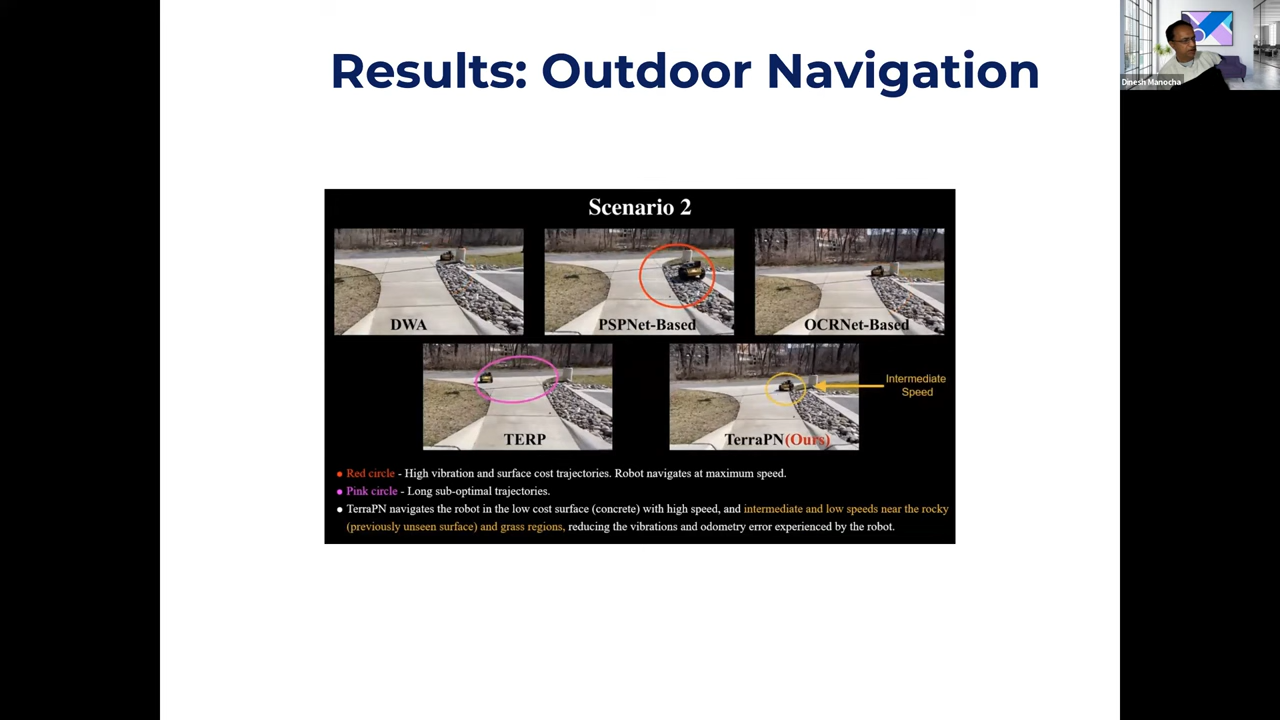 Results: Outdoor Navigation
Dinesh Manocha
Scenario 2
DWA
PSPNet-Based
OCRNet-Based
TERP
TerraPN(Ours)
Intermediate
Speed
● Red circle - High vibration and surface cost trajectories. Robot navigates at maximum speed.
● Pink circle - Long sub-optimal trajectories.
● TerraPN navigates the robot in the low cost surface (concrete) with high speed, and intermediate and low speeds near the rocky
(previously unseen surface) and grass regions, reducing the vibrations and odometry error experienced by the robot.